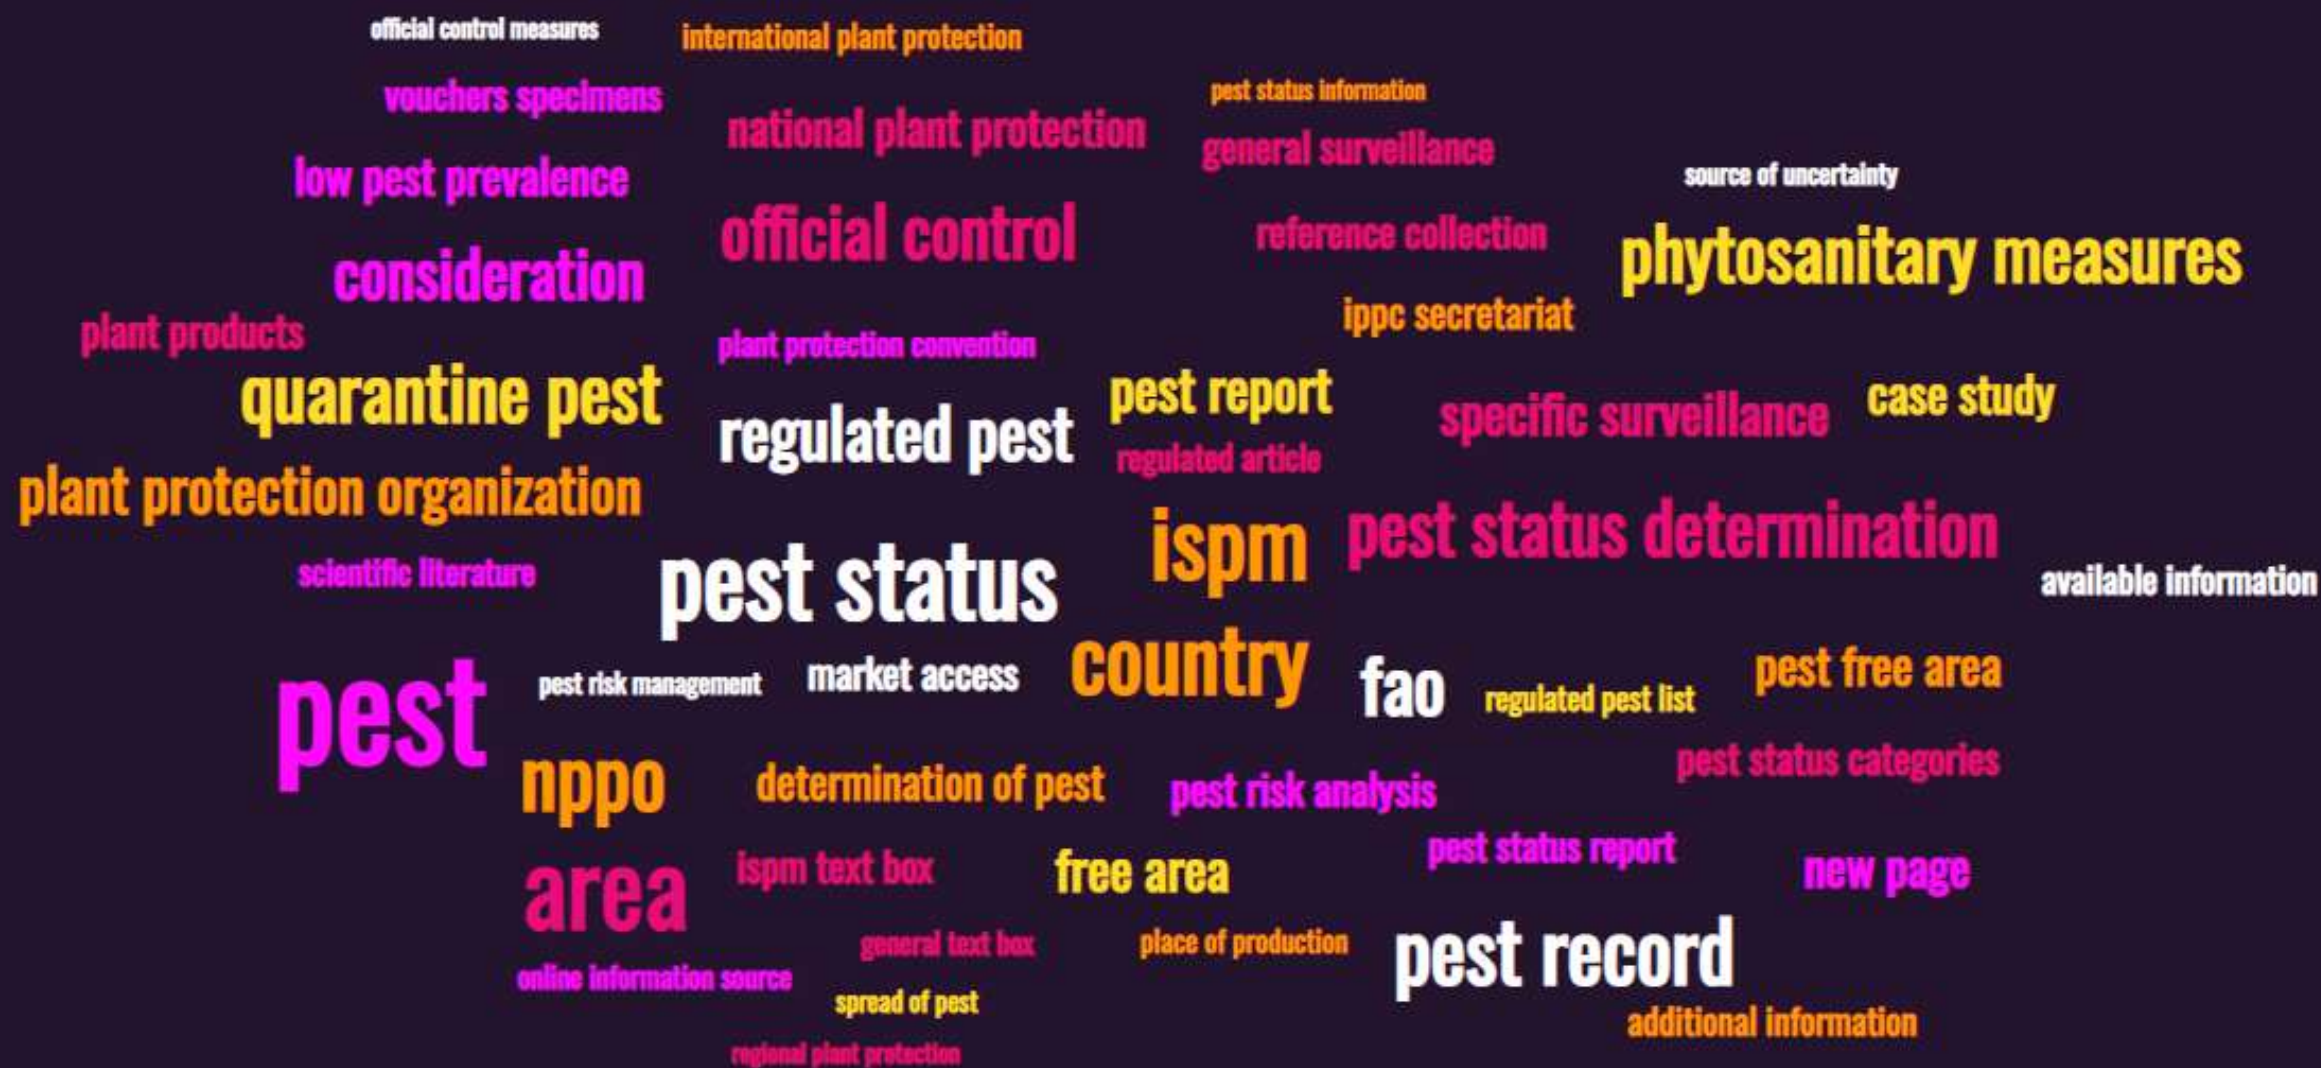 official control measures
international plant protection
vouchers specimens
pest status information
national plant protection
general surveillance
low pest prevalence
source of uncertainty
official control
reference collection
phytosanitary measures
consideration
ippc secretariat
plant products
plant protection convention
quarantine pest
pest report
case study
specific surveillance
regulated pest
regulated article
plant protection organization
ispm
pest status determination
scientific literature
pest status
available information
country
pest free area
market access
pest risk management
fao
regulated pest list
pest
pest status categories
nppo
determination of pest
pest risk analysis
pest status report
ispm text box
free area
new page
area
general text box
place of production
pest record
online information source
spread of pest
additional information
regional plant protection